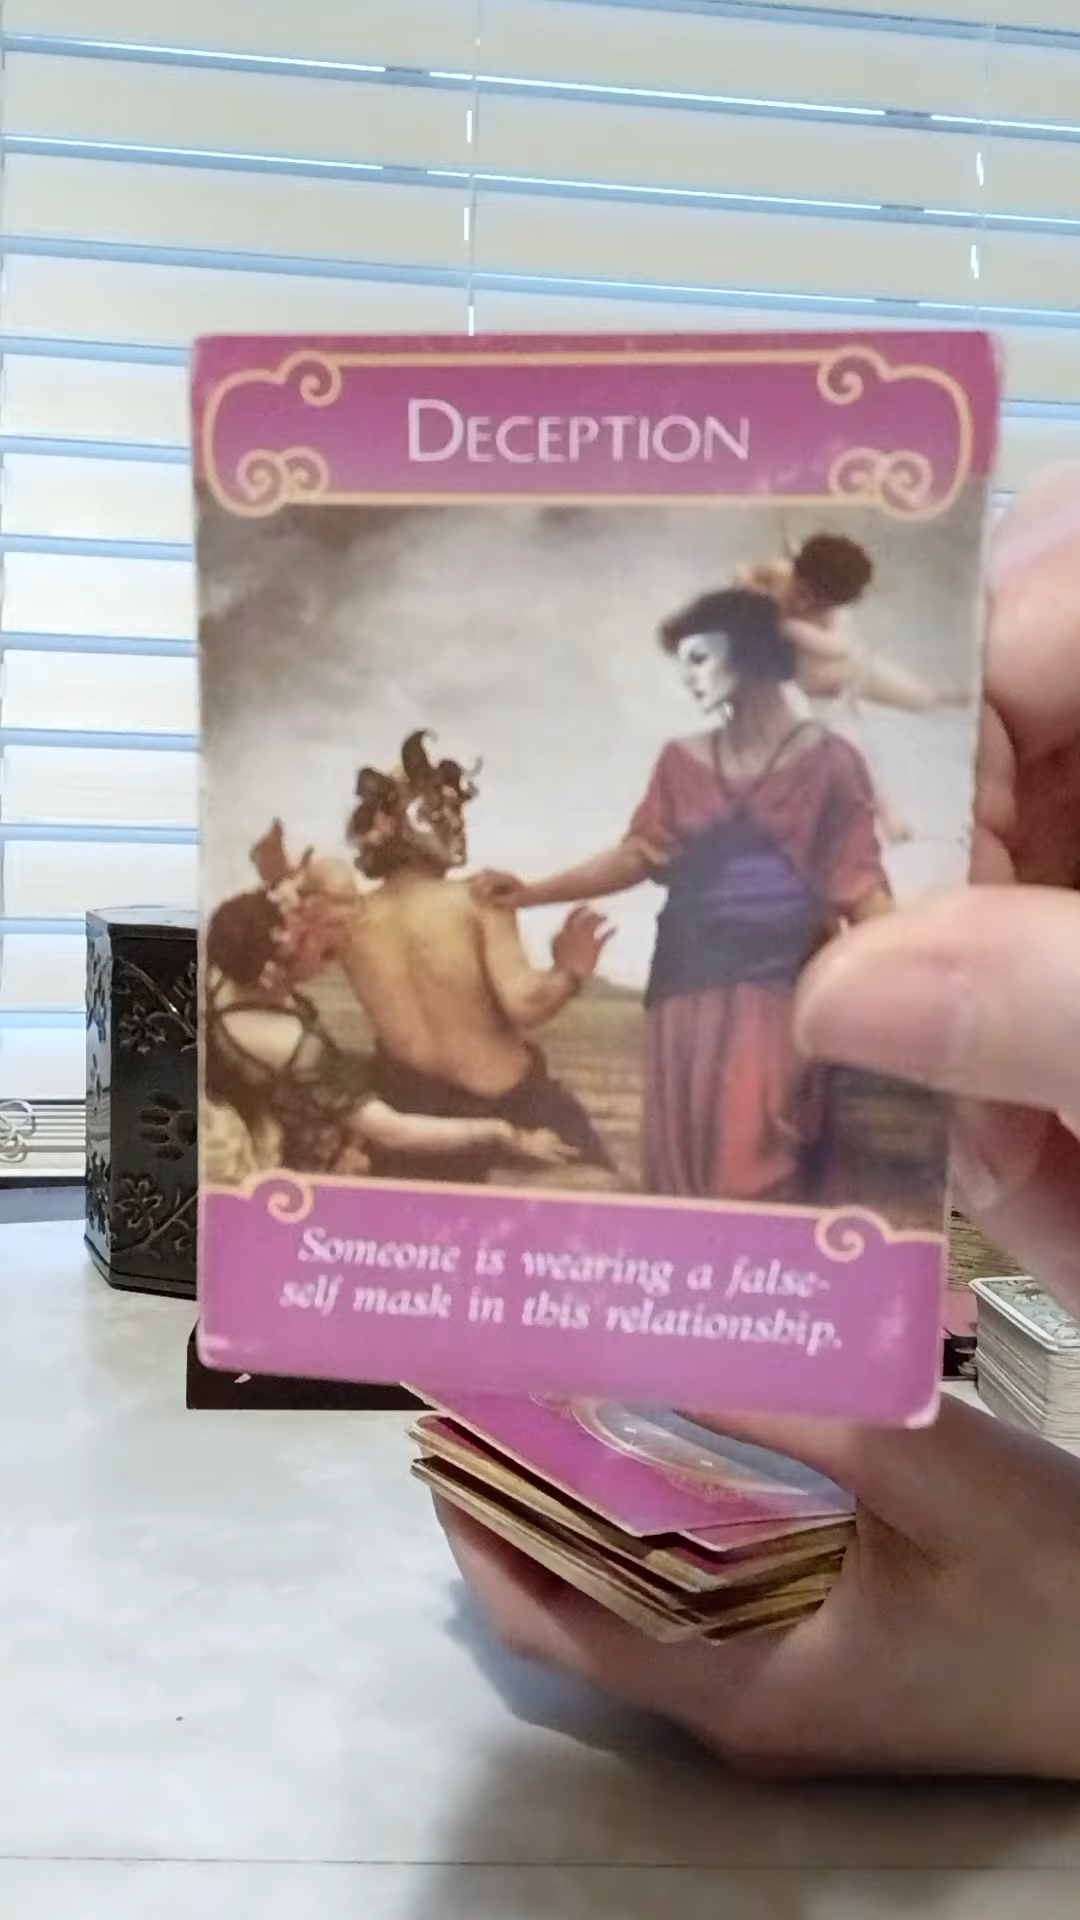 DECEPTION
Someone is wearing a false-
self mask in this relationship.